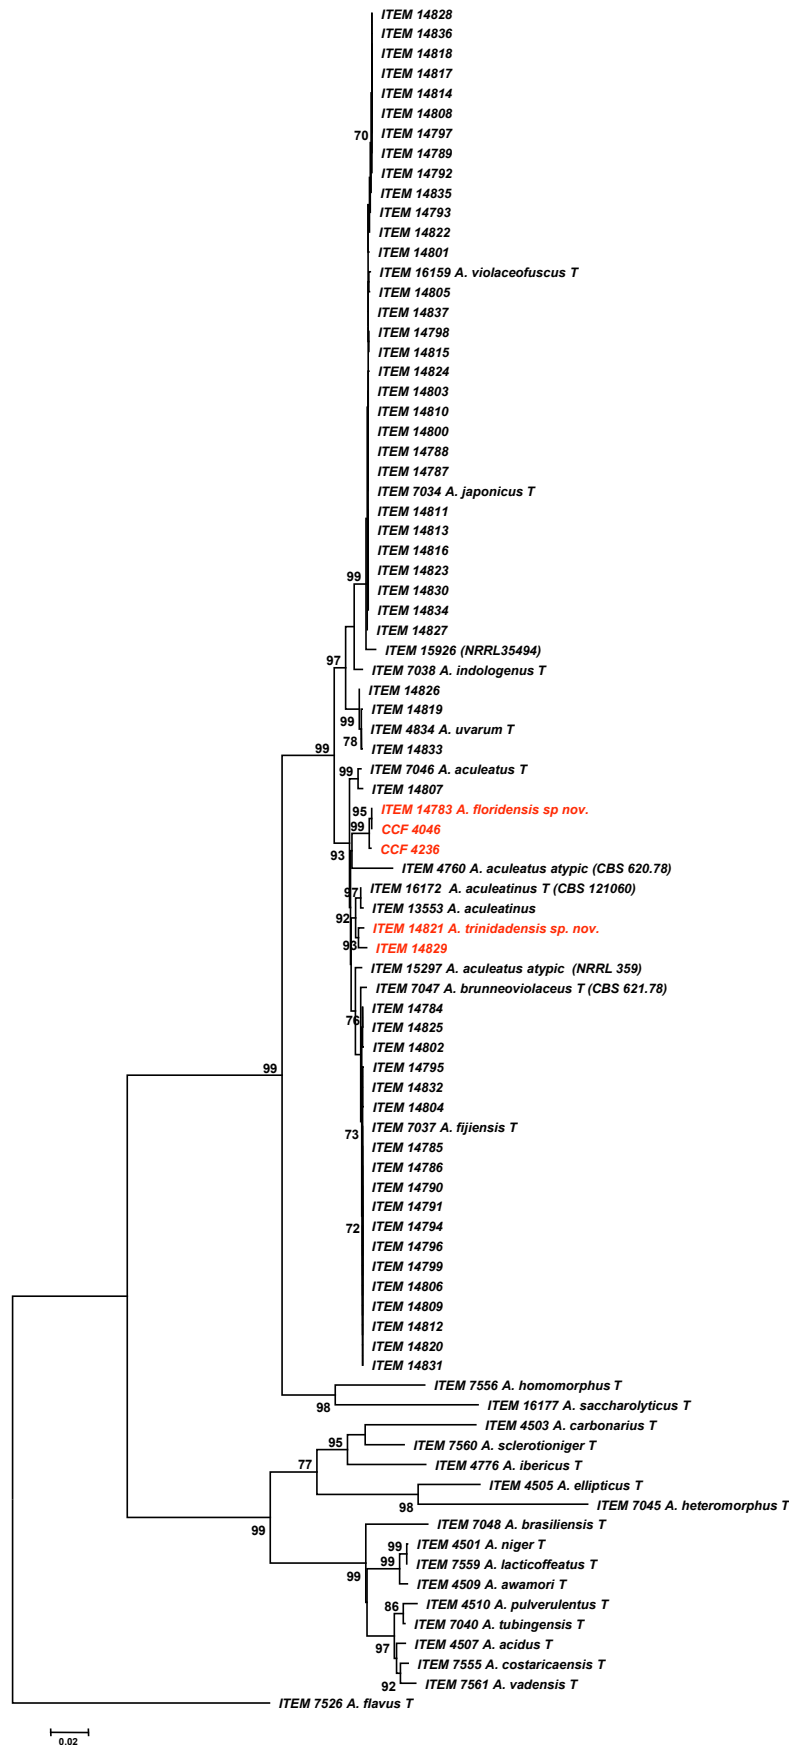 ITEM 14828
ITEM 14836
ITEM 14818
ITEM 14817
ITEM 14814
ITEM 14808
70
ITEM 14797
ITEM 14789
ITEM 14792
ITEM 14835
ITEM 14793
ITEM 14822
ITEM 14801
ITEM 16159 A. violaceofuscus T
ITEM 14805
ITEM 14837
ITEM 14798
ITEM 14815
ITEM 14824
ITEM 14803
ITEM 14810
ITEM 14800
ITEM 14788
ITEM 14787
ITEM 7034 A. japonicus T
ITEM 14811
ITEM 14813
ITEM 14816
ITEM 14823
99
ITEM 14830
ITEM 14834
ITEM 14827
ITEM 15926 (NRRL35494)
97
ITEM 7038 A. indologenus T
ITEM 14826
ITEM 14819
99
ITEM 4834 A. uvarum T
78
ITEM 14833
99
ITEM 7046 A. aculeatus T
99
ITEM 14807
ITEM 14783 A. floridensis sp nov.
95
CCF 4046
99
CCF 4236
93
ITEM 4760 A. aculeatus atypic (CBS 620.78)
ITEM 16172 A. aculeatinus T (CBS 121060)
97
ITEM 13553 A. aculeatinus
92
ITEM 14821 A. trinidadensis sp. nov.
ITEM 14829
93
ITEM 15297 A. aculeatus atypic (NRRL 359)
ITEM 7047 A. brunneoviolaceus T (CBS 621.78)
ITEM 14784
76
ITEM 14825
ITEM 14802
ITEM 14795
99
ITEM 14832
ITEM 14804
ITEM 7037 A. fijiensis T
73
ITEM 14785
ITEM 14786
ITEM 14790
ITEM 14791
ITEM 14794
72
ITEM 14796
ITEM 14799
ITEM 14806
ITEM 14809
ITEM 14812
ITEM 14820
ITEM 14831
ITEM 7556 A. homomorphus T
98
ITEM 16177 A. saccharolyticus T
ITEM 4503 A. carbonarius T
95
ITEM 7560 A. sclerotioniger T
77
ITEM 4776 A. ibericus T
ITEM 4505 A. ellipticus T
98
ITEM 7045 A. heteromorphus T
99
ITEM 7048 A. brasiliensis T
99
ITEM 4501 A. niger T
99
ITEM 7559 A. lacticoffeatus T
99
ITEM 4509 A. awamori T
86
ITEM 4510 A. pulverulentus T
ITEM 7040 A. tubingensis T
97
ITEM 4507 A. acidus T
ITEM 7555 A. costaricaensis T
92
ITEM 7561 A. vadensis T
ITEM 7526 A. flavus T
0.02